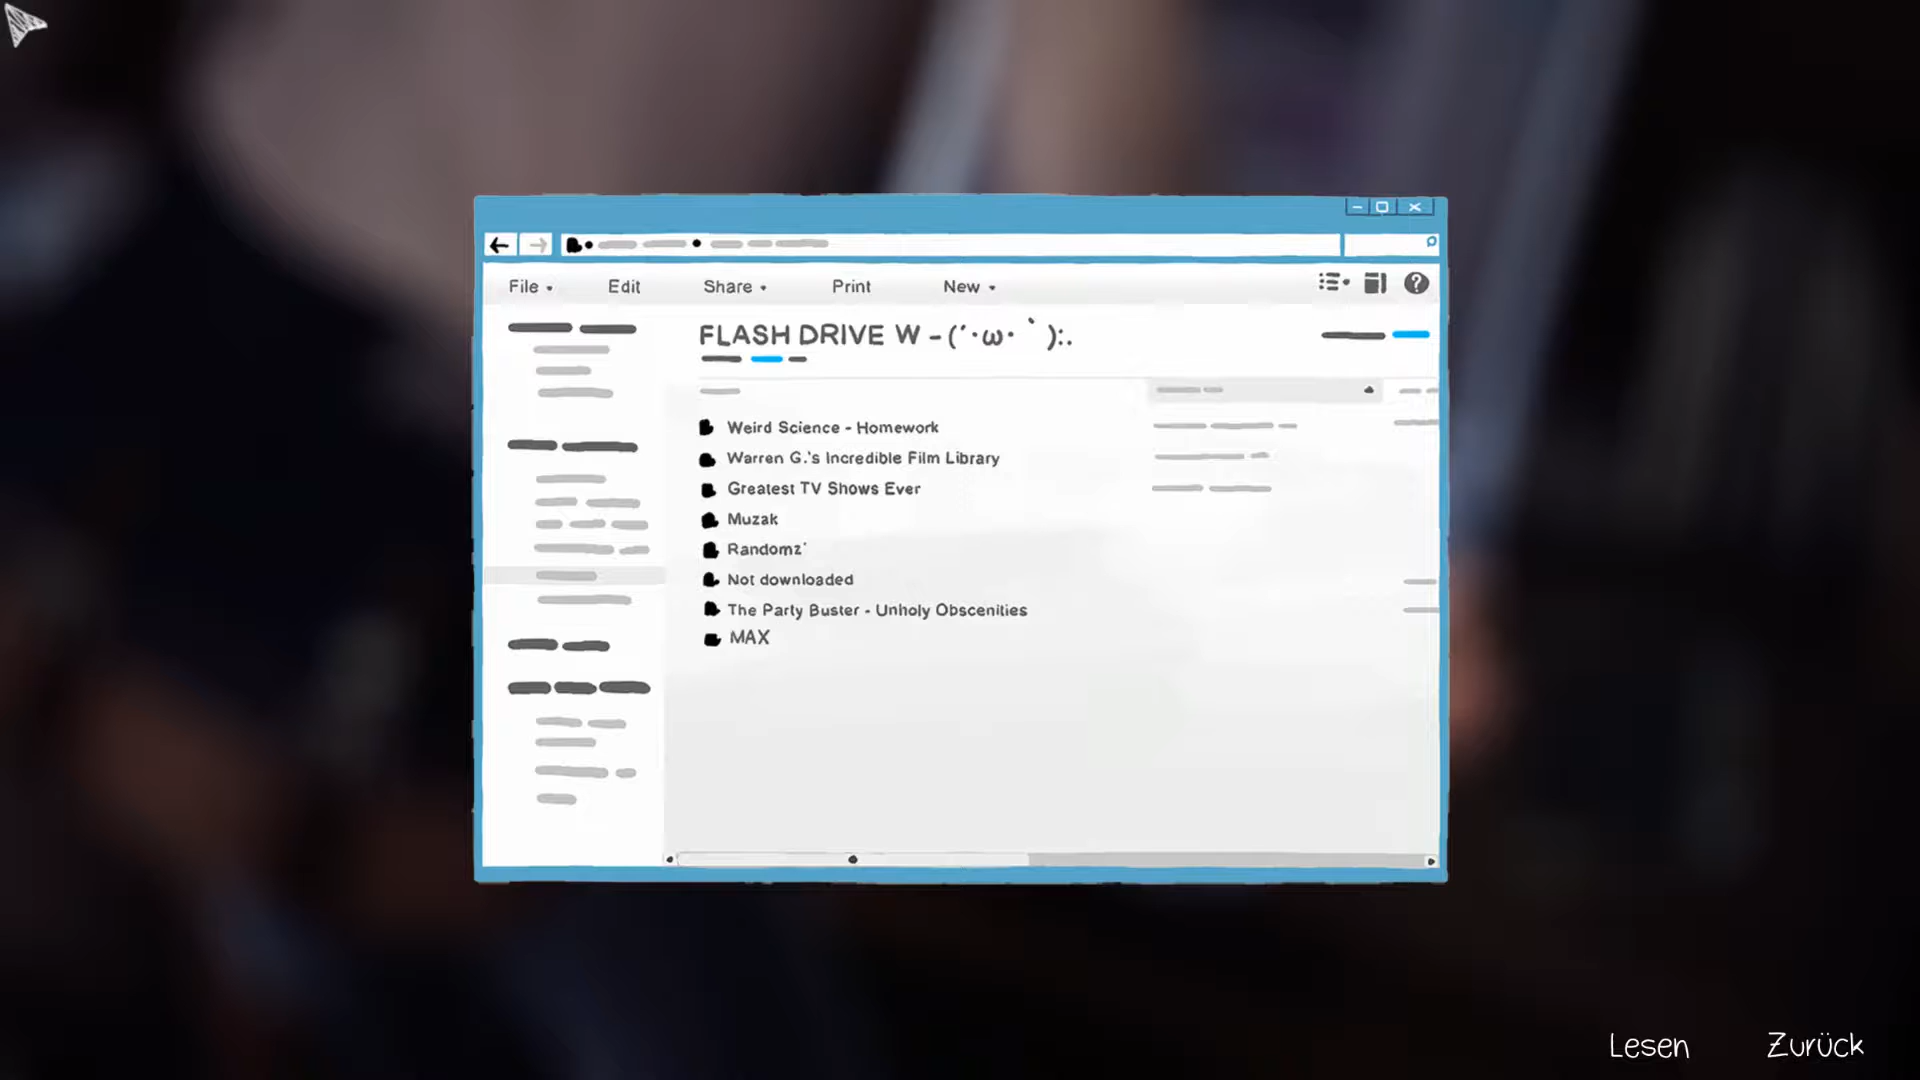 File Edit Share Print New
FLASH DRIVE W - (´･ω･｀):.
Weird Science - Homework
Warren G.'s Incredible Film Library
Greatest TV Shows Ever
Muzak
Randomz'
Not downloaded
The Party Buster - Unholy Obscenities
MAX
Lesen Zurück